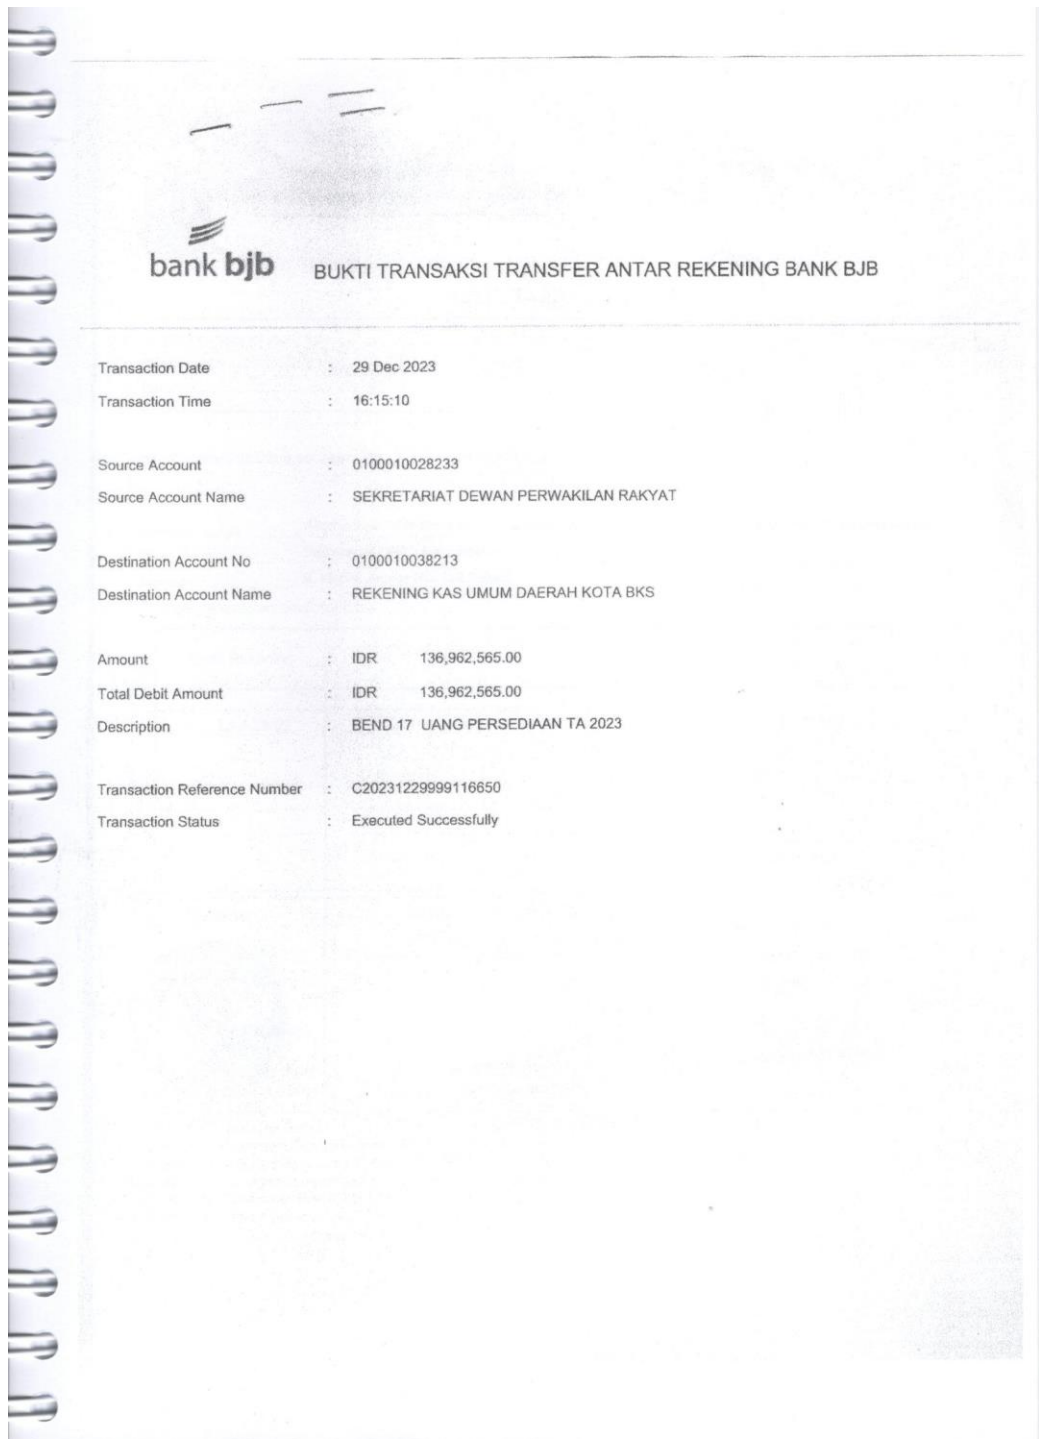 bank bjb BUKTI TRANSAKSI TRANSFER ANTAR REKENING BANK BJB
Transaction Date : 29 Dec 2023
Transaction Time : 16:15:10
Source Account : 0100010028233
Source Account Name : SEKRETARIAT DEWAN PERWAKILAN RAKYAT
Destination Account No : 0100010038213
Destination Account Name : REKENING KAS UMUM DAERAH KOTA BKS
Amount : IDR 136,962,565.00
Total Debit Amount : IDR 136,962,565.00
Description : BEND 17 UANG PERSEDIAAN TA 2023
Transaction Reference Number : C20231229999116650
Transaction Status : Executed Successfully